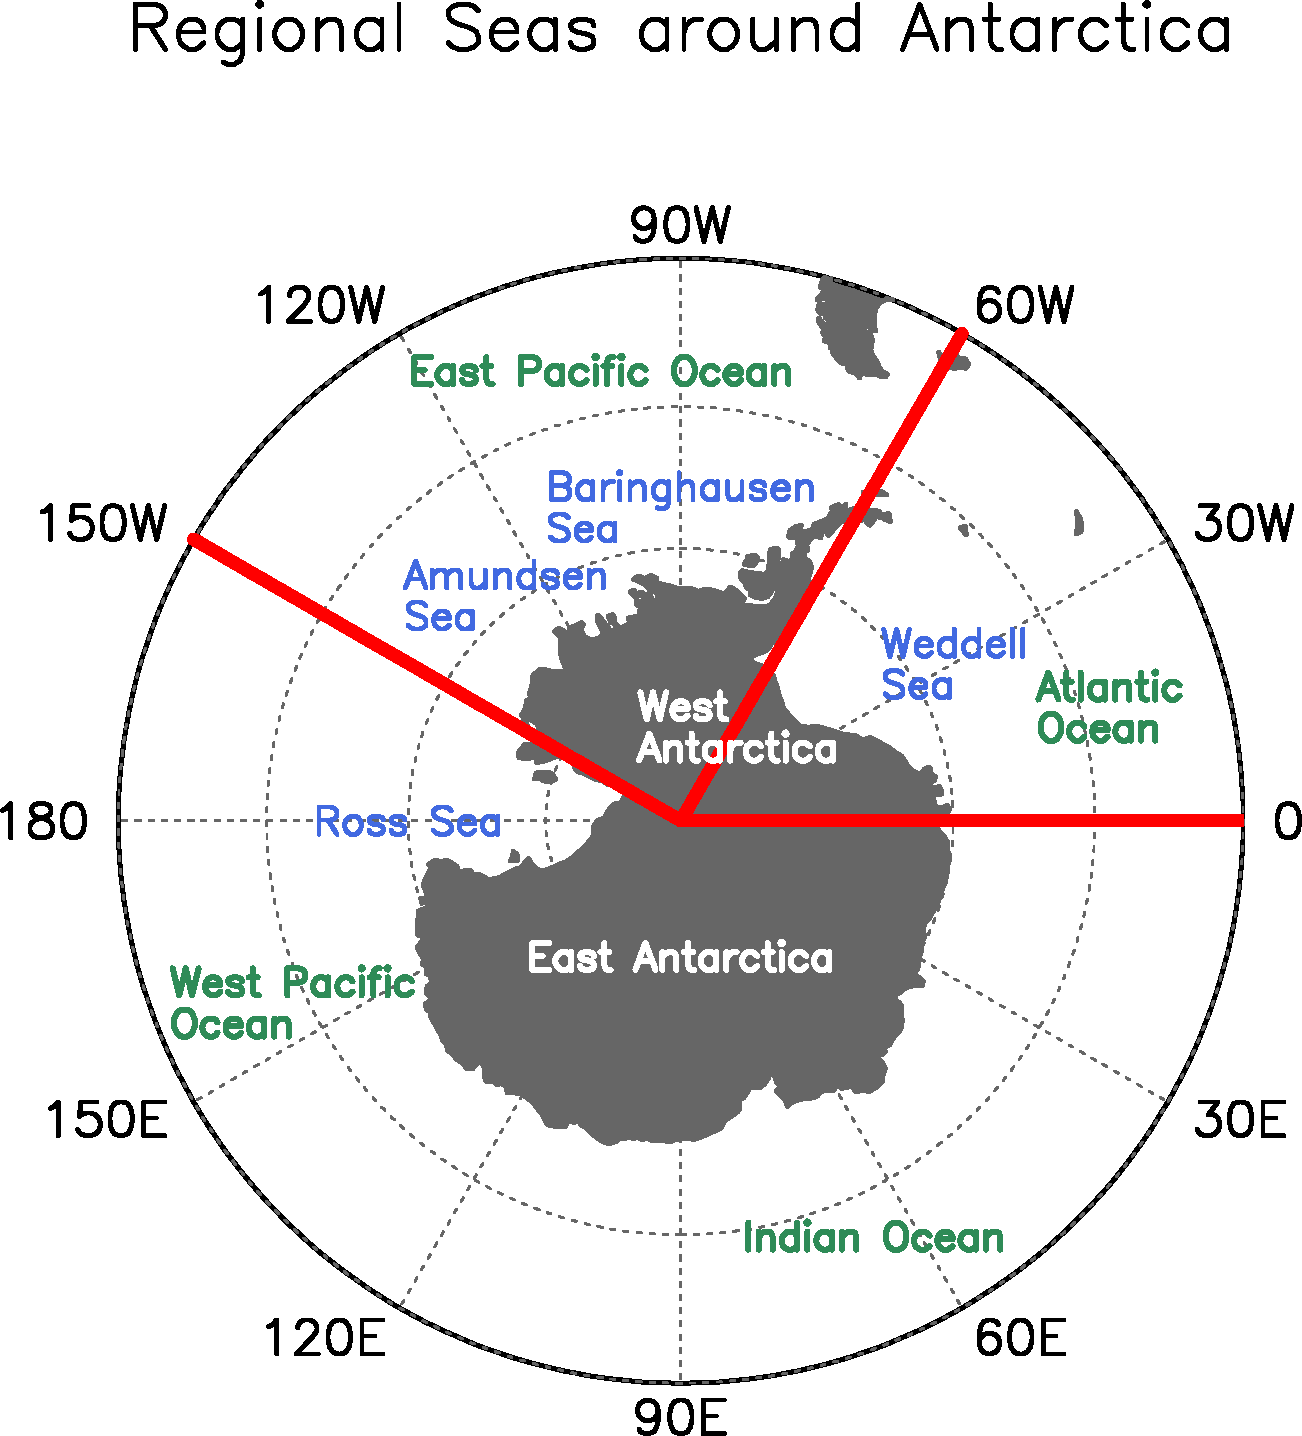 Regional Seas around Antarctica
90W
120W
60W
East Pacific Ocean
Baringhausen
Sea
150W
30W
Amundsen
Sea
Weddell
Sea
Atlantic
Ocean
West
Antarctica
180
Ross Sea
0
East Antarctica
West Pacific
Ocean
150E
30E
Indian Ocean
120E
60E
90E